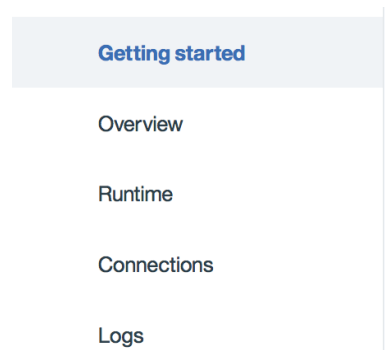 Getting started
Overview
Runtime
Connections
Logs